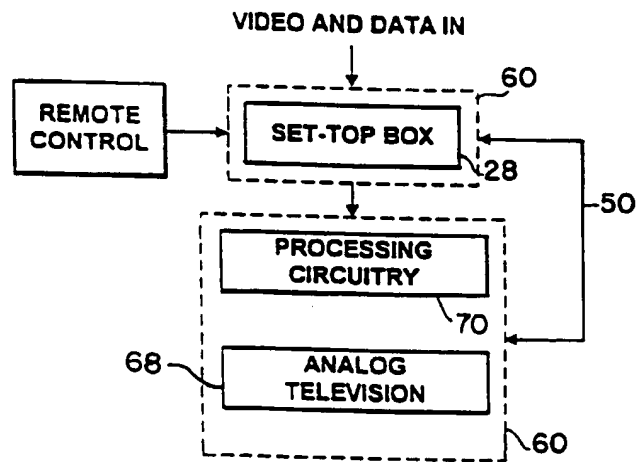 VIDEO AND DATA IN
60
REMOTE
CONTROL
SET-TOP BOX
28
50
PROCESSING
CIRCUITRY
70
68
ANALOG
TELEVISION
60